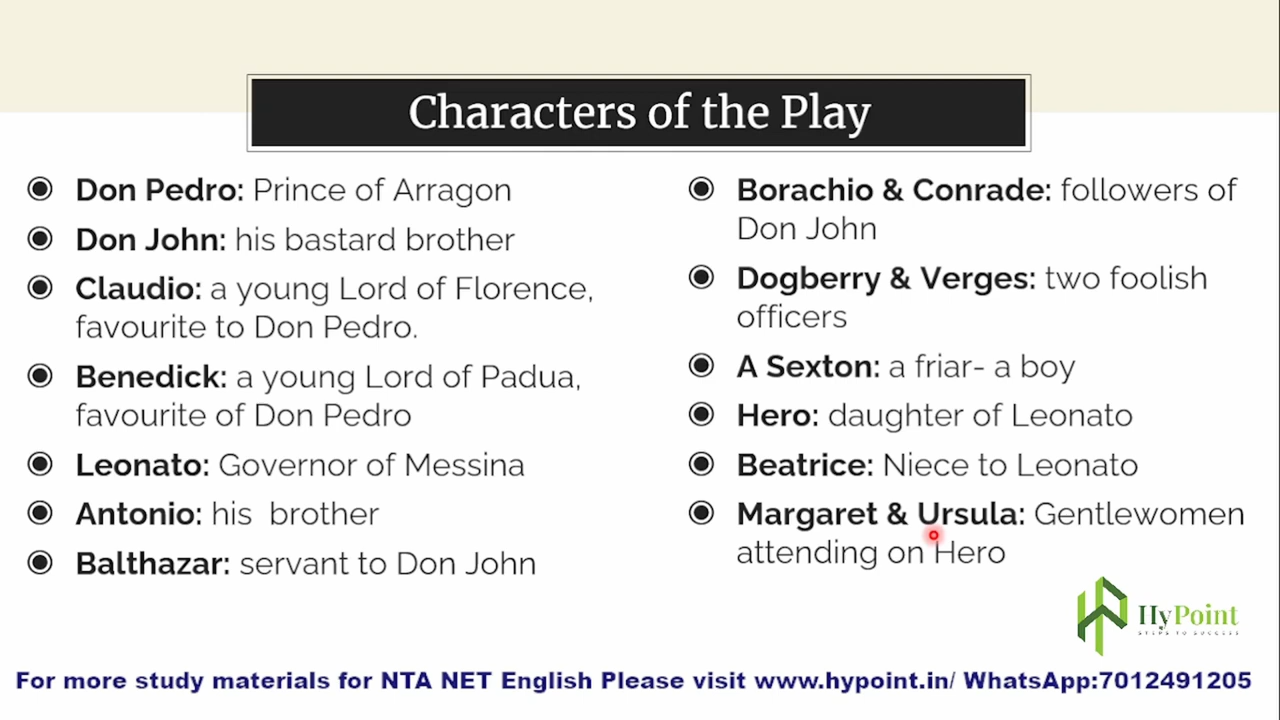 Characters of the Play
Don Pedro: Prince of Arragon
Don John: his bastard brother
Claudio: a young Lord of Florence,
favourite to Don Pedro.
Benedick: a young Lord of Padua,
favourite of Don Pedro
Leonato: Governor of Messina
Antonio: his brother
Balthazar: servant to Don John
Borachio & Conrade: followers of
Don John
Dogberry & Verges: two foolish
officers
A Sexton: a friar- a boy
Hero: daughter of Leonato
Beatrice: Niece to Leonato
Margaret & Ursula: Gentlewomen
attending on Hero
HyPoint
STEPS TO SUCCESS
For more study materials for NTA NET English Please visit www.hypoint.in/ WhatsApp:7012491205